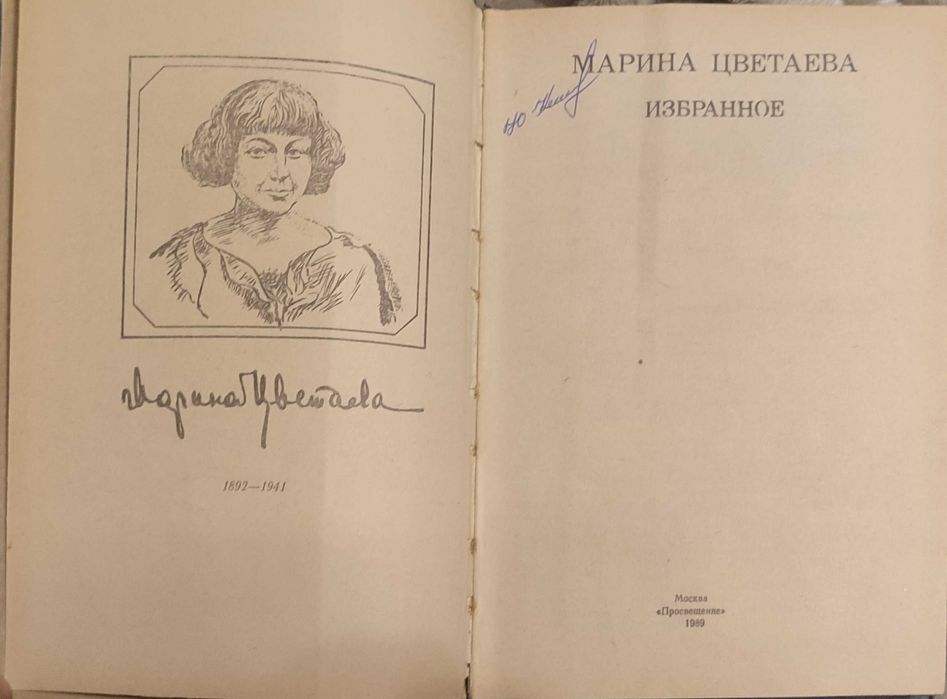 Марина Цветаева
1892—1941
МАРИНА ЦВЕТАЕВА
ИЗБРАННОЕ
Москва
«Просвещение»
1989